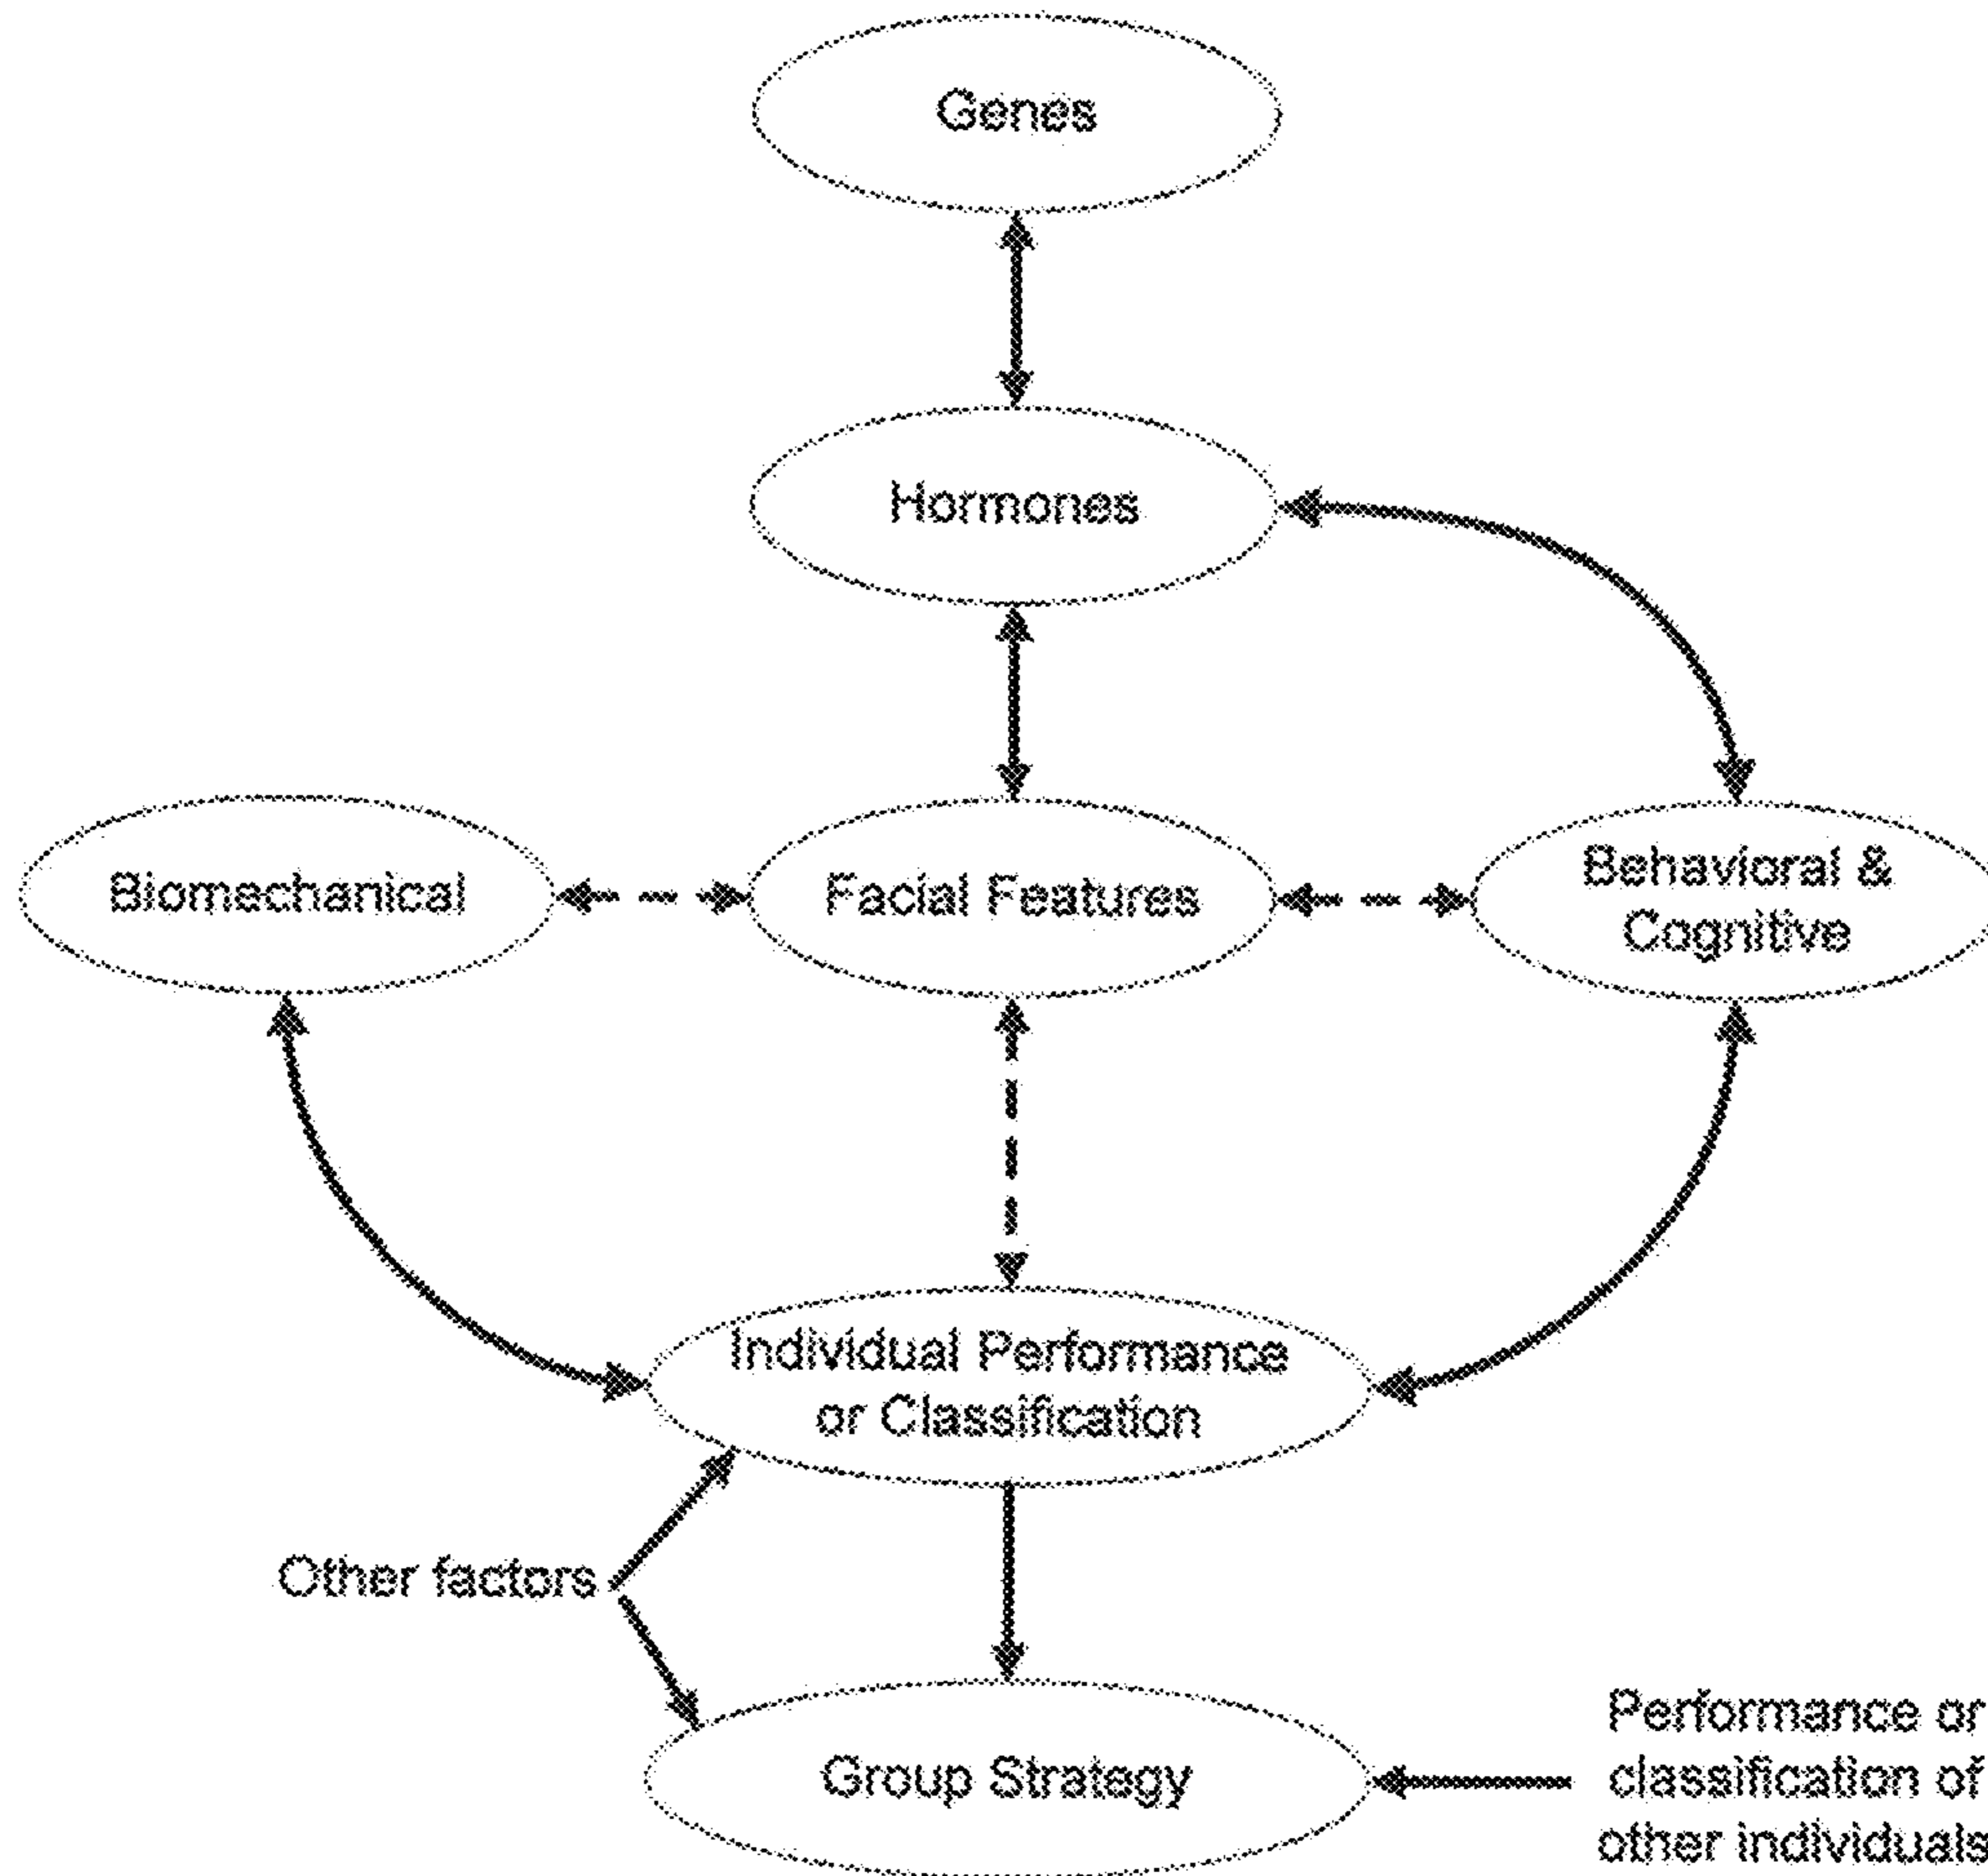 Genes
Hormones
Biomechanical
Facial Features
Behavioral &
Cognitive
Individual Performance
or Classification
Other factors
Group Strategy
Performance or
classification of
other individuals